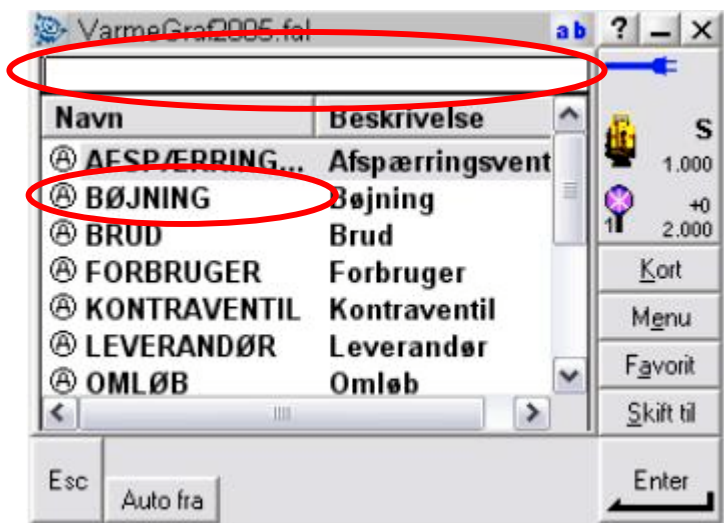 VarmeGraf2005.fal ab ? – X
Navn Beskrivelse
A AFSPÆRRING... Afspærringsvent
A BØJNING Bøjning
A BRUD Brud
A FORBRUGER Forbruger
A KONTRAVENTIL Kontraventil
A LEVERANDØR Leverandør
A OMLØB Omløb
S
1.000
+0
1 2.000
Kort
Menu
Favorit
Skift til
Esc
Auto fra
Enter